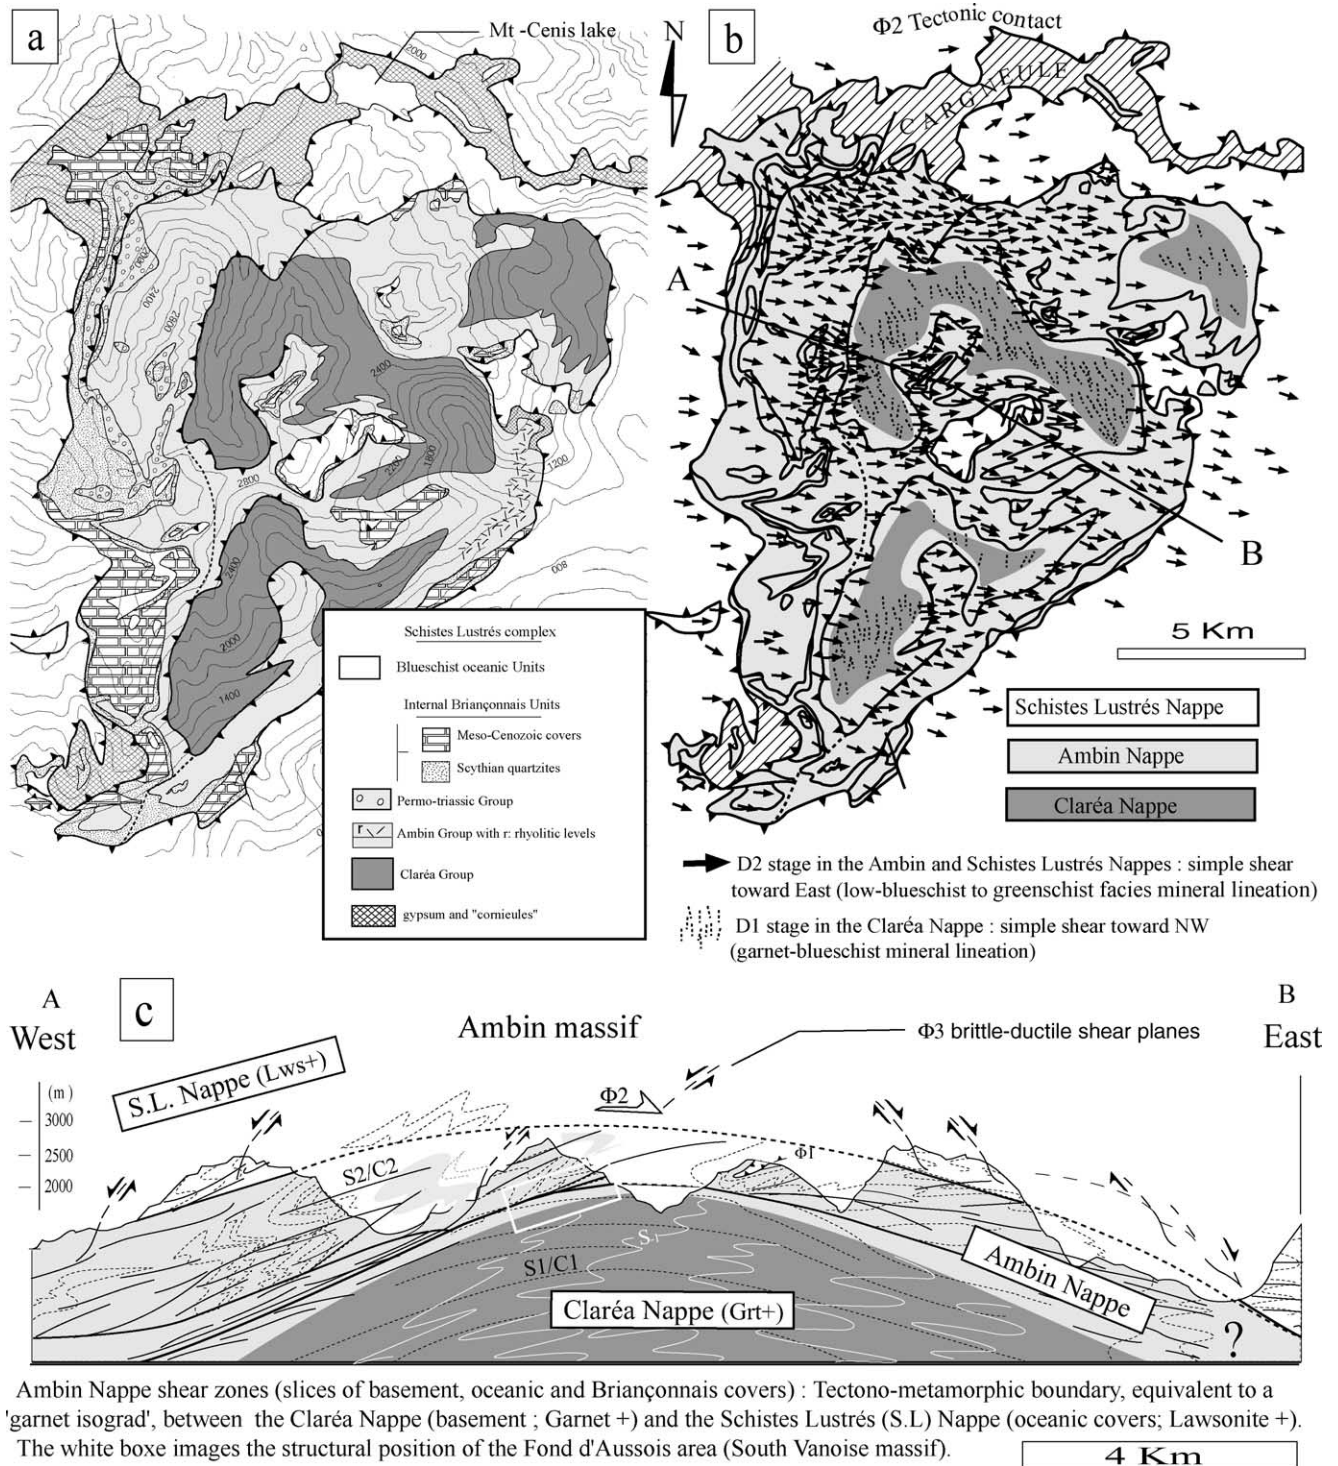 a
Mt -Cenis lake
2000
2000
2400
2800
2400
2800
2200
1800
1200
800
2400
2000
1400
Schistes Lustrés complex
Blueschist oceanic Units
Internal Briançonnais Units
Meso-Cenozoic covers
Scythian quartzites
Permo-triassic Group
r
Ambin Group with r: rhyolitic levels
Claréa Group
gypsum and "cornieules"
N
b
Φ2 Tectonic contact
CARGNEULE
A
B
5 Km
Schistes Lustrés Nappe
Ambin Nappe
Claréa Nappe
D2 stage in the Ambin and Schistes Lustrés Nappes : simple shear
toward East (low-blueschist to greenschist facies mineral lineation)
D1 stage in the Claréa Nappe : simple shear toward NW
(garnet-blueschist mineral lineation)
A
West
c
Ambin massif
Φ3 brittle-ductile shear planes
B
East
S.L. Nappe (Lws+)
(m)
3000
2500
2000
Φ2
Φ1
S2/C2
S-1
S1/C1
Claréa Nappe (Grt+)
Ambin Nappe
?
Ambin Nappe shear zones (slices of basement, oceanic and Briançonnais covers) : Tectono-metamorphic boundary, equivalent to a
'garnet isograd', between the Claréa Nappe (basement ; Garnet +) and the Schistes Lustrés (S.L) Nappe (oceanic covers; Lawsonite +).
The white boxe images the structural position of the Fond d'Aussois area (South Vanoise massif).
4 Km